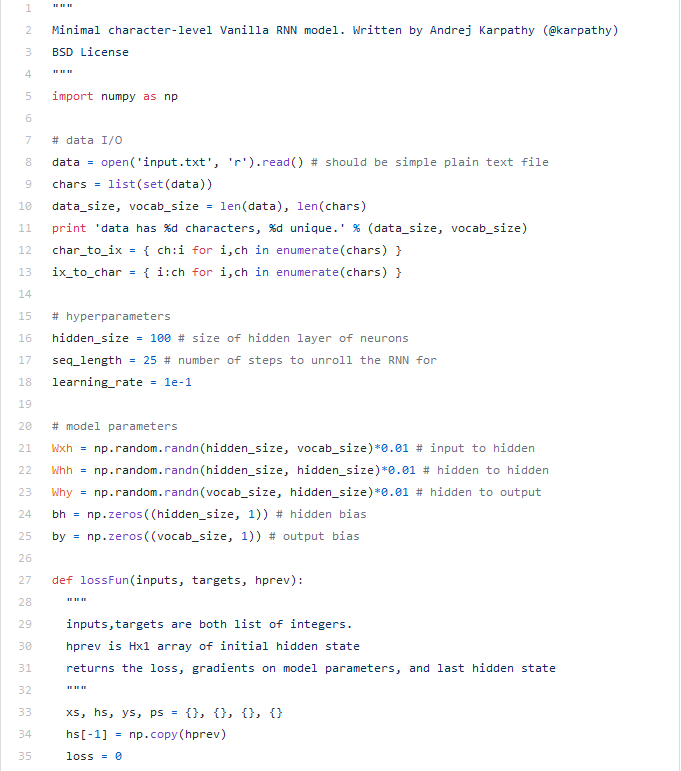 1 """
2 Minimal character-level Vanilla RNN model. Written by Andrej Karpathy (@karpathy)
3 BSD License
4 """
5 import numpy as np
6
7 # data I/O
8 data = open('input.txt', 'r').read() # should be simple plain text file
9 chars = list(set(data))
10 data_size, vocab_size = len(data), len(chars)
11 print 'data has %d characters, %d unique.' % (data_size, vocab_size)
12 char_to_ix = { ch:i for i,ch in enumerate(chars) }
13 ix_to_char = { i:ch for i,ch in enumerate(chars) }
14
15 # hyperparameters
16 hidden_size = 100 # size of hidden layer of neurons
17 seq_length = 25 # number of steps to unroll the RNN for
18 learning_rate = 1e-1
19
20 # model parameters
21 Wxh = np.random.randn(hidden_size, vocab_size)*0.01 # input to hidden
22 Whh = np.random.randn(hidden_size, hidden_size)*0.01 # hidden to hidden
23 Why = np.random.randn(vocab_size, hidden_size)*0.01 # hidden to output
24 bh = np.zeros((hidden_size, 1)) # hidden bias
25 by = np.zeros((vocab_size, 1)) # output bias
26
27 def lossFun(inputs, targets, hprev):
28   """
29   inputs,targets are both list of integers.
30   hprev is Hx1 array of initial hidden state
31   returns the loss, gradients on model parameters, and last hidden state
32   """
33   xs, hs, ys, ps = {}, {}, {}, {}
34   hs[-1] = np.copy(hprev)
35   loss = 0